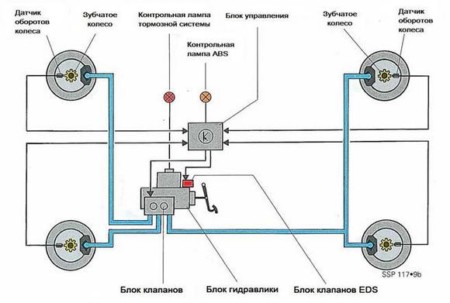 Датчик
оборотов
колеса
Зубчатое
колесо
Контрольная лампа
тормозной системы
Контрольная
лампа ABS
Блок управления
Зубчатое
колесо
Датчик
оборотов
колеса
k
SSP 117•9b
Блок клапанов
Блок гидравлики
Блок клапанов EDS